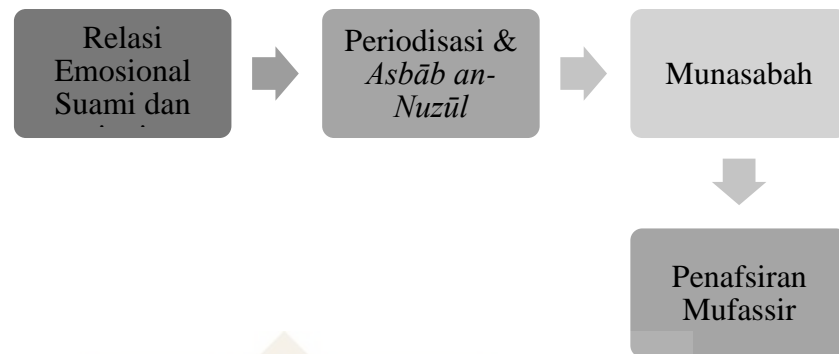 Relasi
Emosional
Suami dan
Periodisasi &
Asbāb an-
Nuzūl
Munasabah
Penafsiran
Mufassir